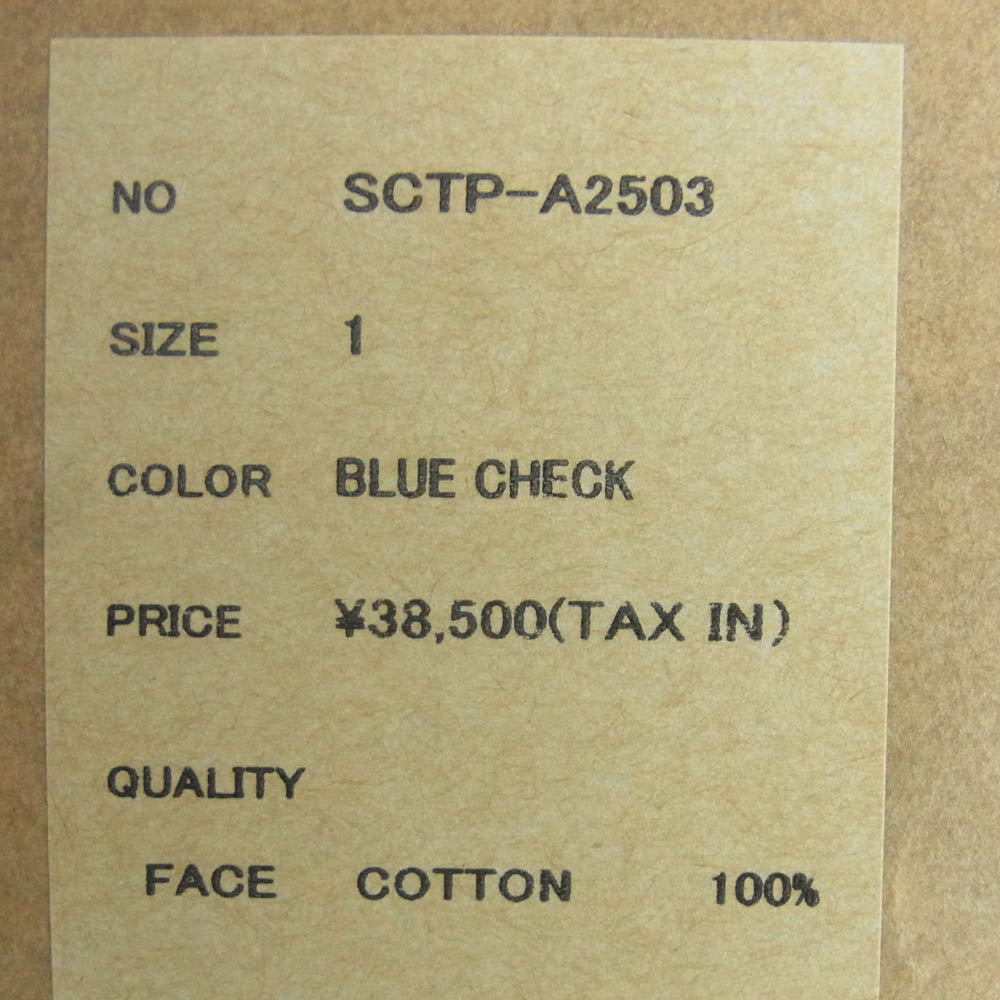 NO SCTP-A2503
SIZE 1
COLOR BLUE CHECK
PRICE ¥38,500(TAX IN)
QUALITY
FACE COTTON 100%